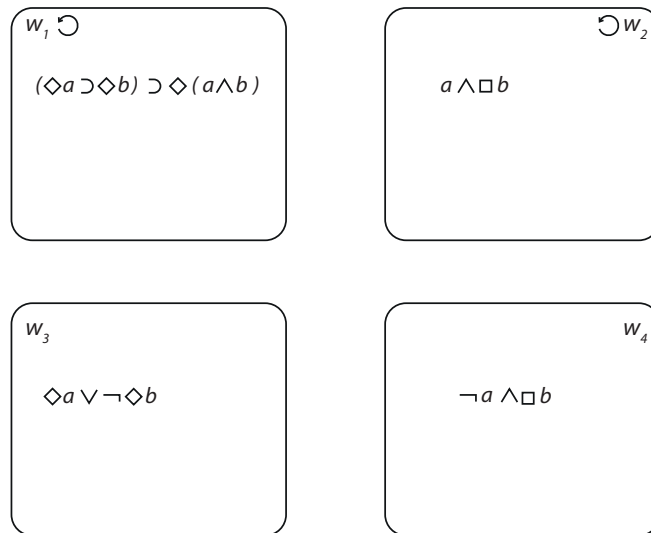 w₁ ↺
(◇a ⊃ ◇b) ⊃ ◇(a ∧ b)
↺ w₂
a ∧ □b
w₃
◇a ∨ ¬◇b
w₄
¬a ∧ □b